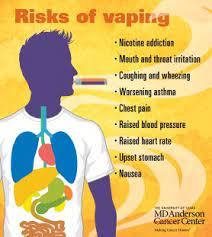 Risks of vaping
• Nicotine addiction
• Mouth and throat irritation
• Coughing and wheezing
• Worsening asthma
• Chest pain
• Raised blood pressure
• Raised heart rate
• Upset stomach
• Nausea
THE UNIVERSITY OF TEXAS
MD Anderson
Cancer Center
Making Cancer History®